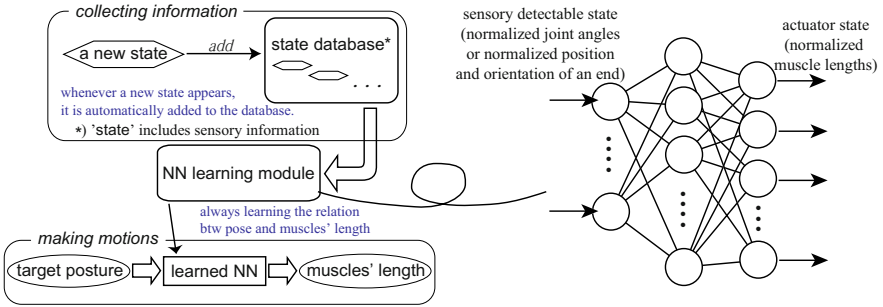 collecting information
a new state
add
state database*
. . .
whenever a new state appears,
it is automatically added to the database.
*) 'state' includes sensory information
NN learning module
always learning the relation
btw pose and muscles' length
making motions
target posture
learned NN
muscles' length
sensory detectable state
(normalized joint angles
or normalized position
and orientation of an end)
actuator state
(normalized
muscle lengths)